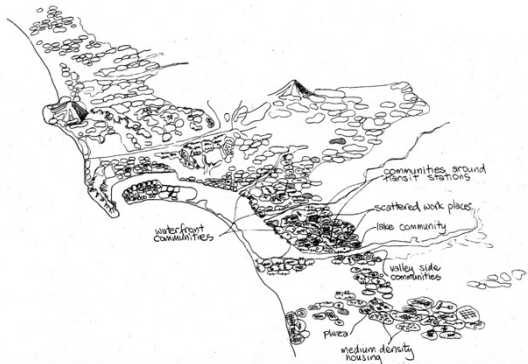 communities around
transit stations
scattered work places
lake community
waterfront
communities
valley side
communities
plaza
medium density
housing